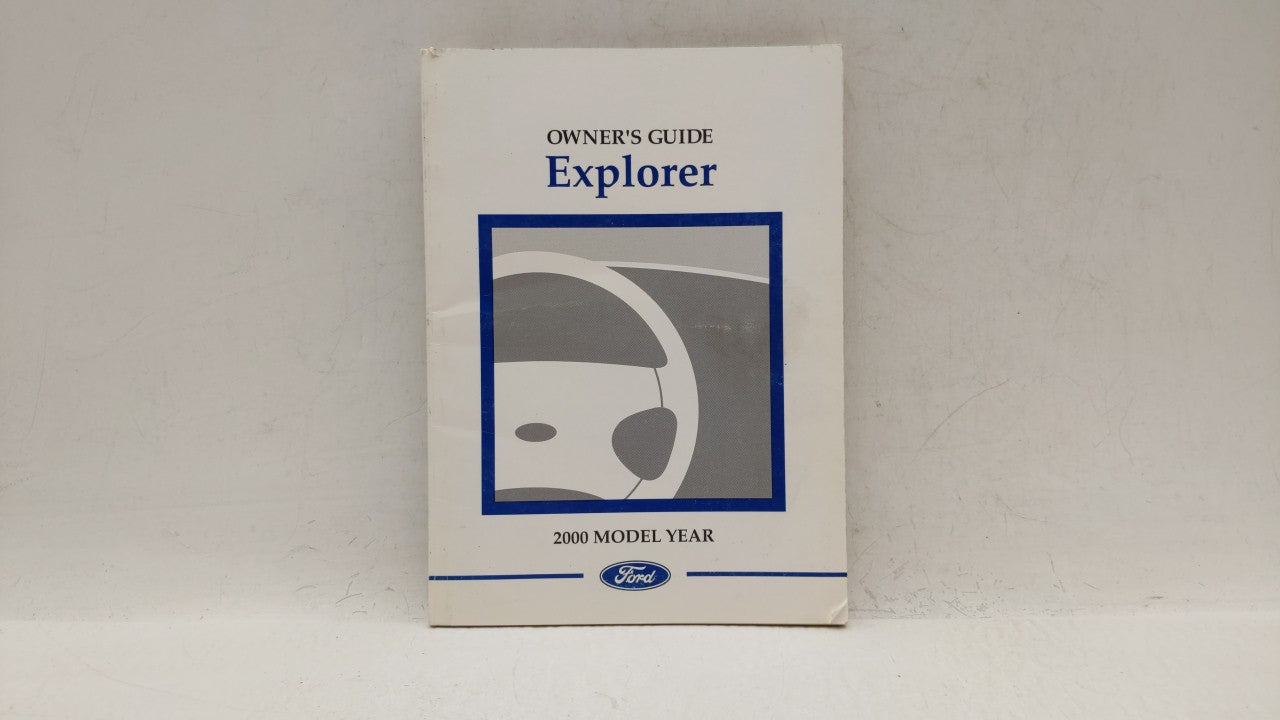 OWNER'S GUIDE
Explorer
2000 MODEL YEAR
Ford